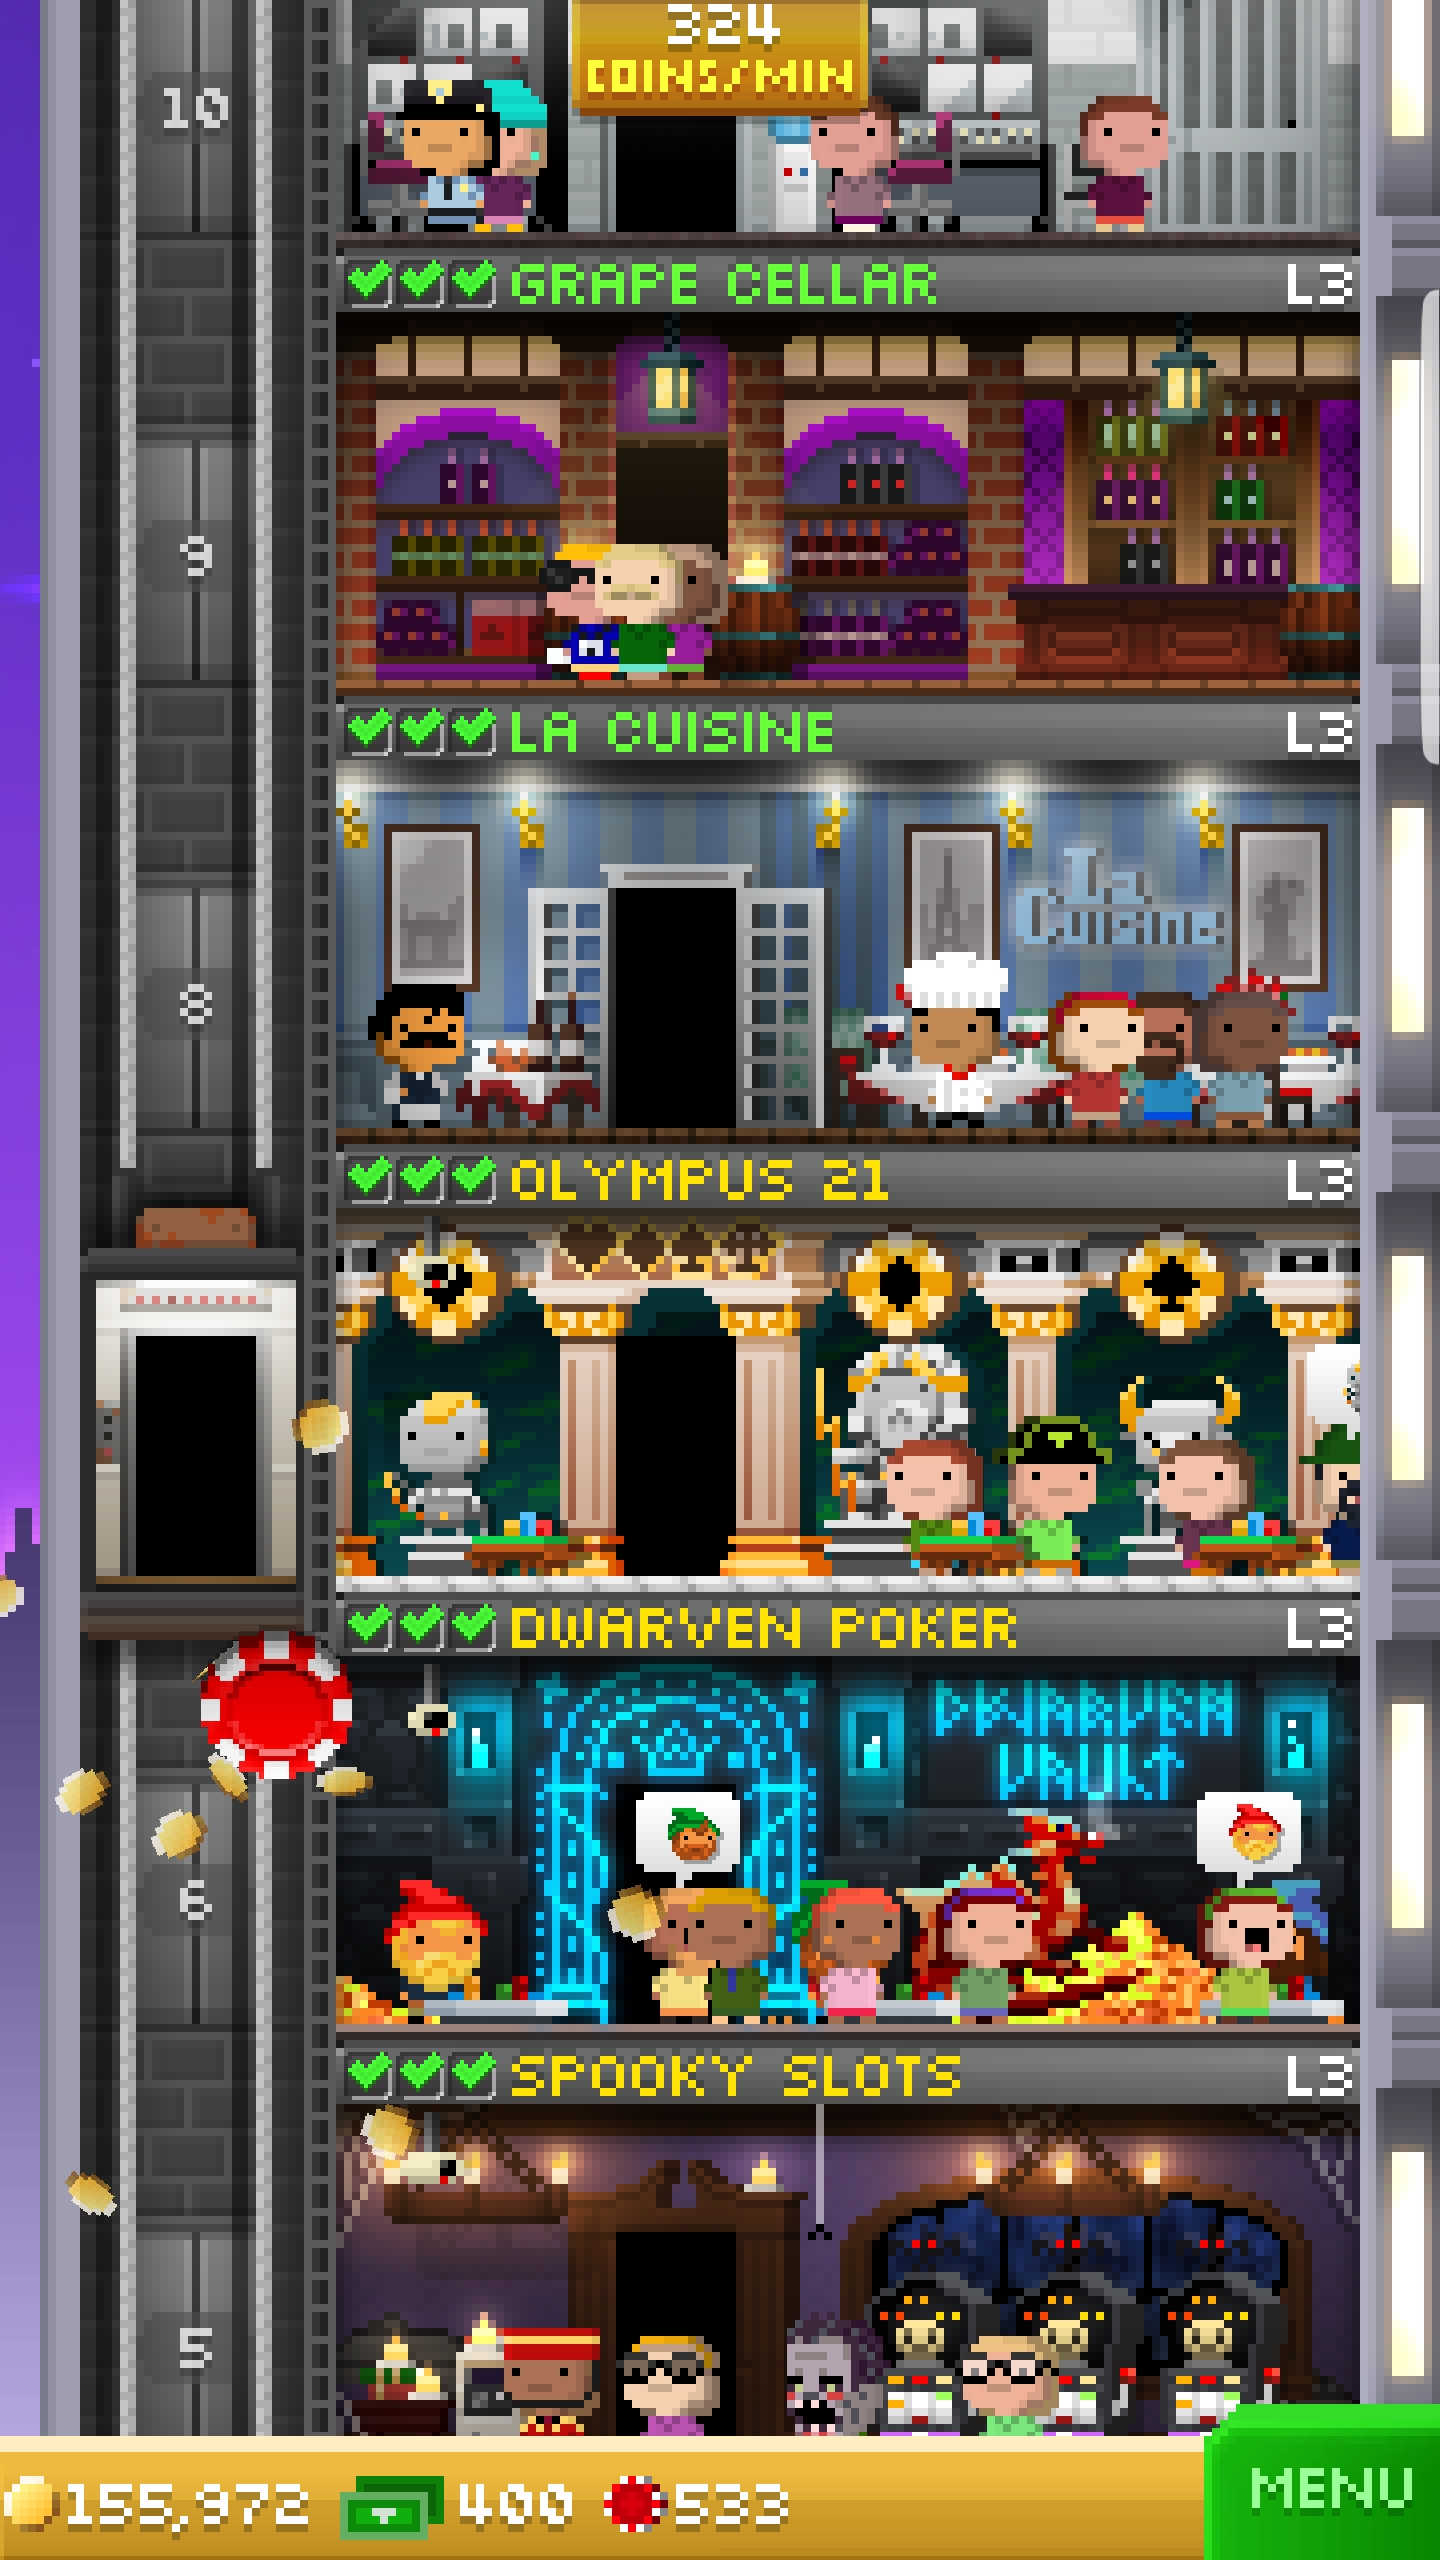 324
COINS/MIN
10
GRAPE CELLAR L3
9
LA CUISINE L3
8
La
Cuisine
OLYMPUS 21 L3
DWARVEN POKER L3
DWARVEN
VAULT
6
SPOOKY SLOTS L3
5
155,972 400 533
MENU